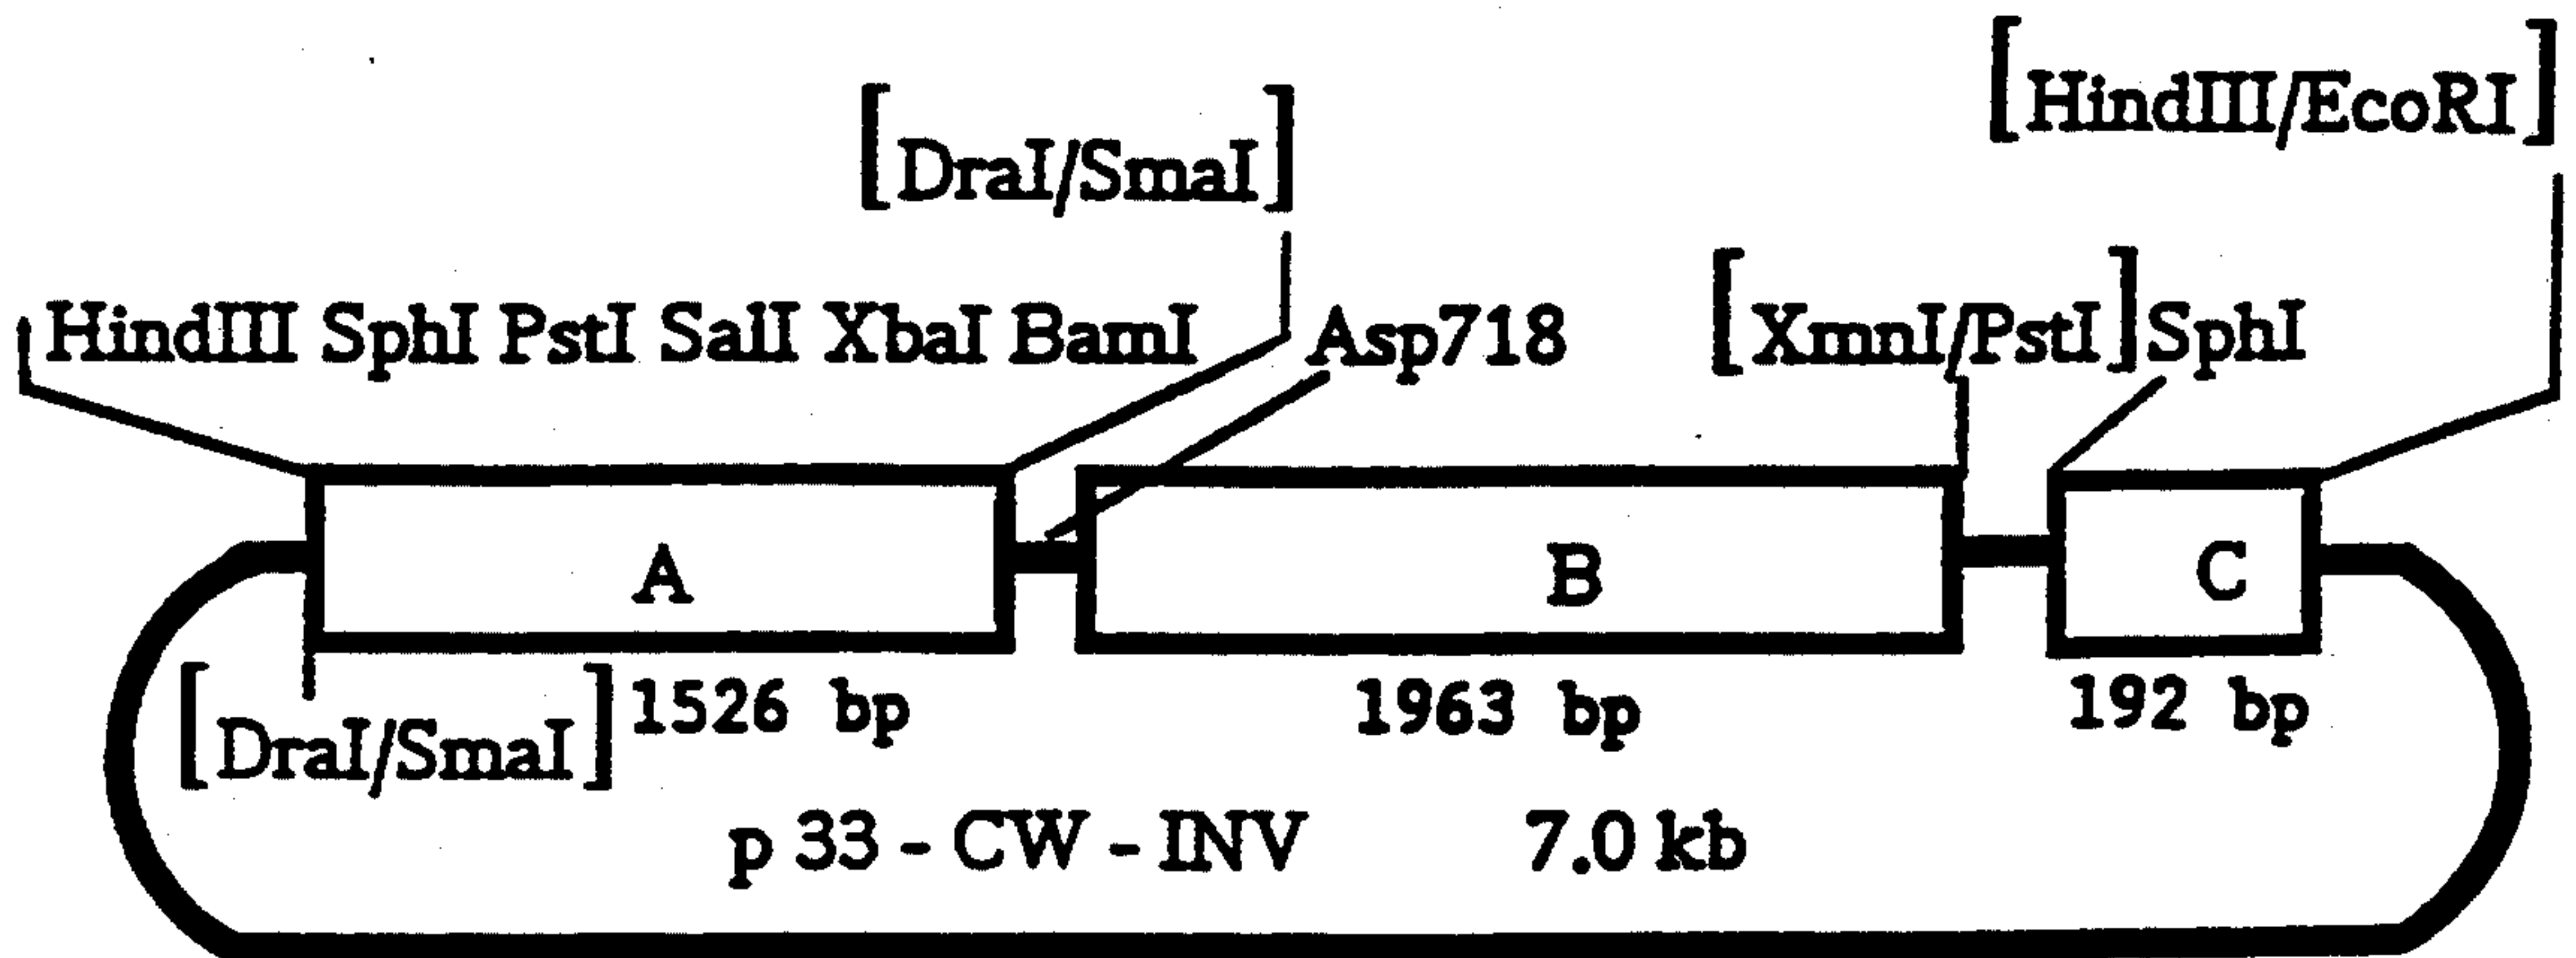 [HindIII/EcoRI]
[DraI/SmaI]
HindIII SphI PstI SalI XbaI BamI Asp718 [XmnI/PstI] SphI
A B C
1526 bp 1963 bp 192 bp
[DraI/SmaI]
p 33 - CW - INV 7.0 kb